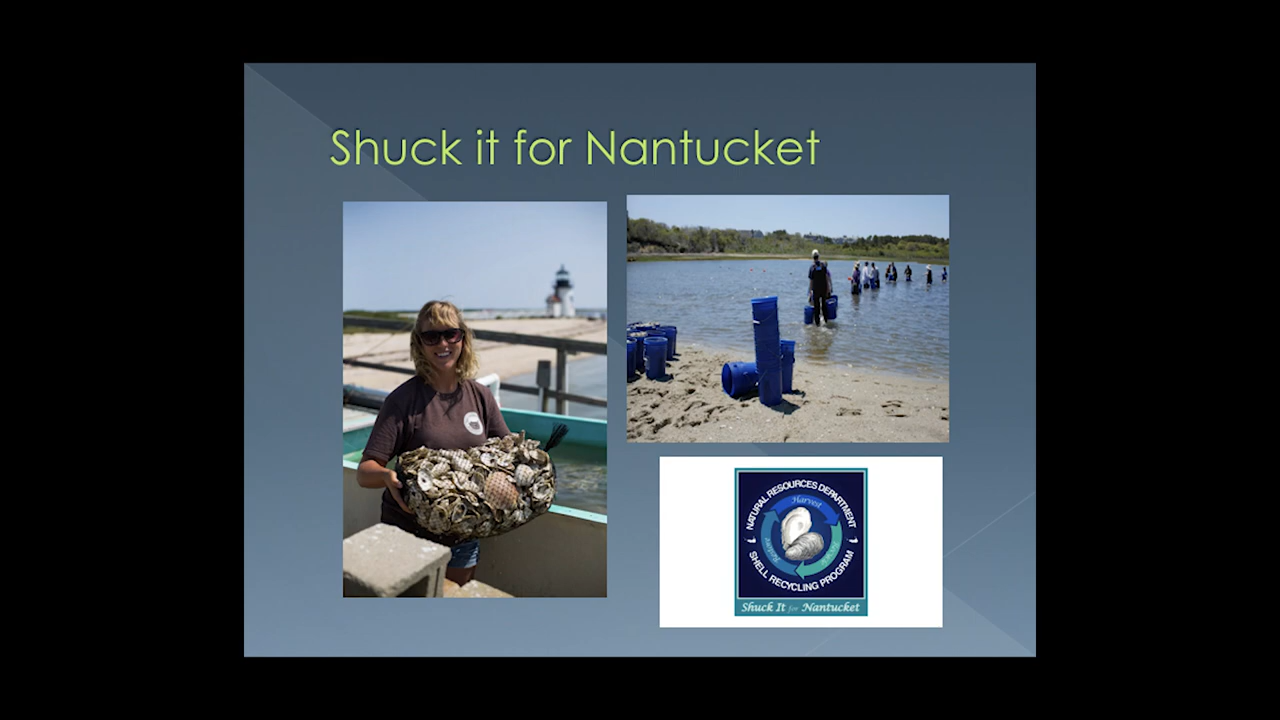 Shuck it for Nantucket
NATURAL RESOURCES DEPARTMENT
Harvest
SHELL RECYCLING PROGRAM
Shuck It for Nantucket